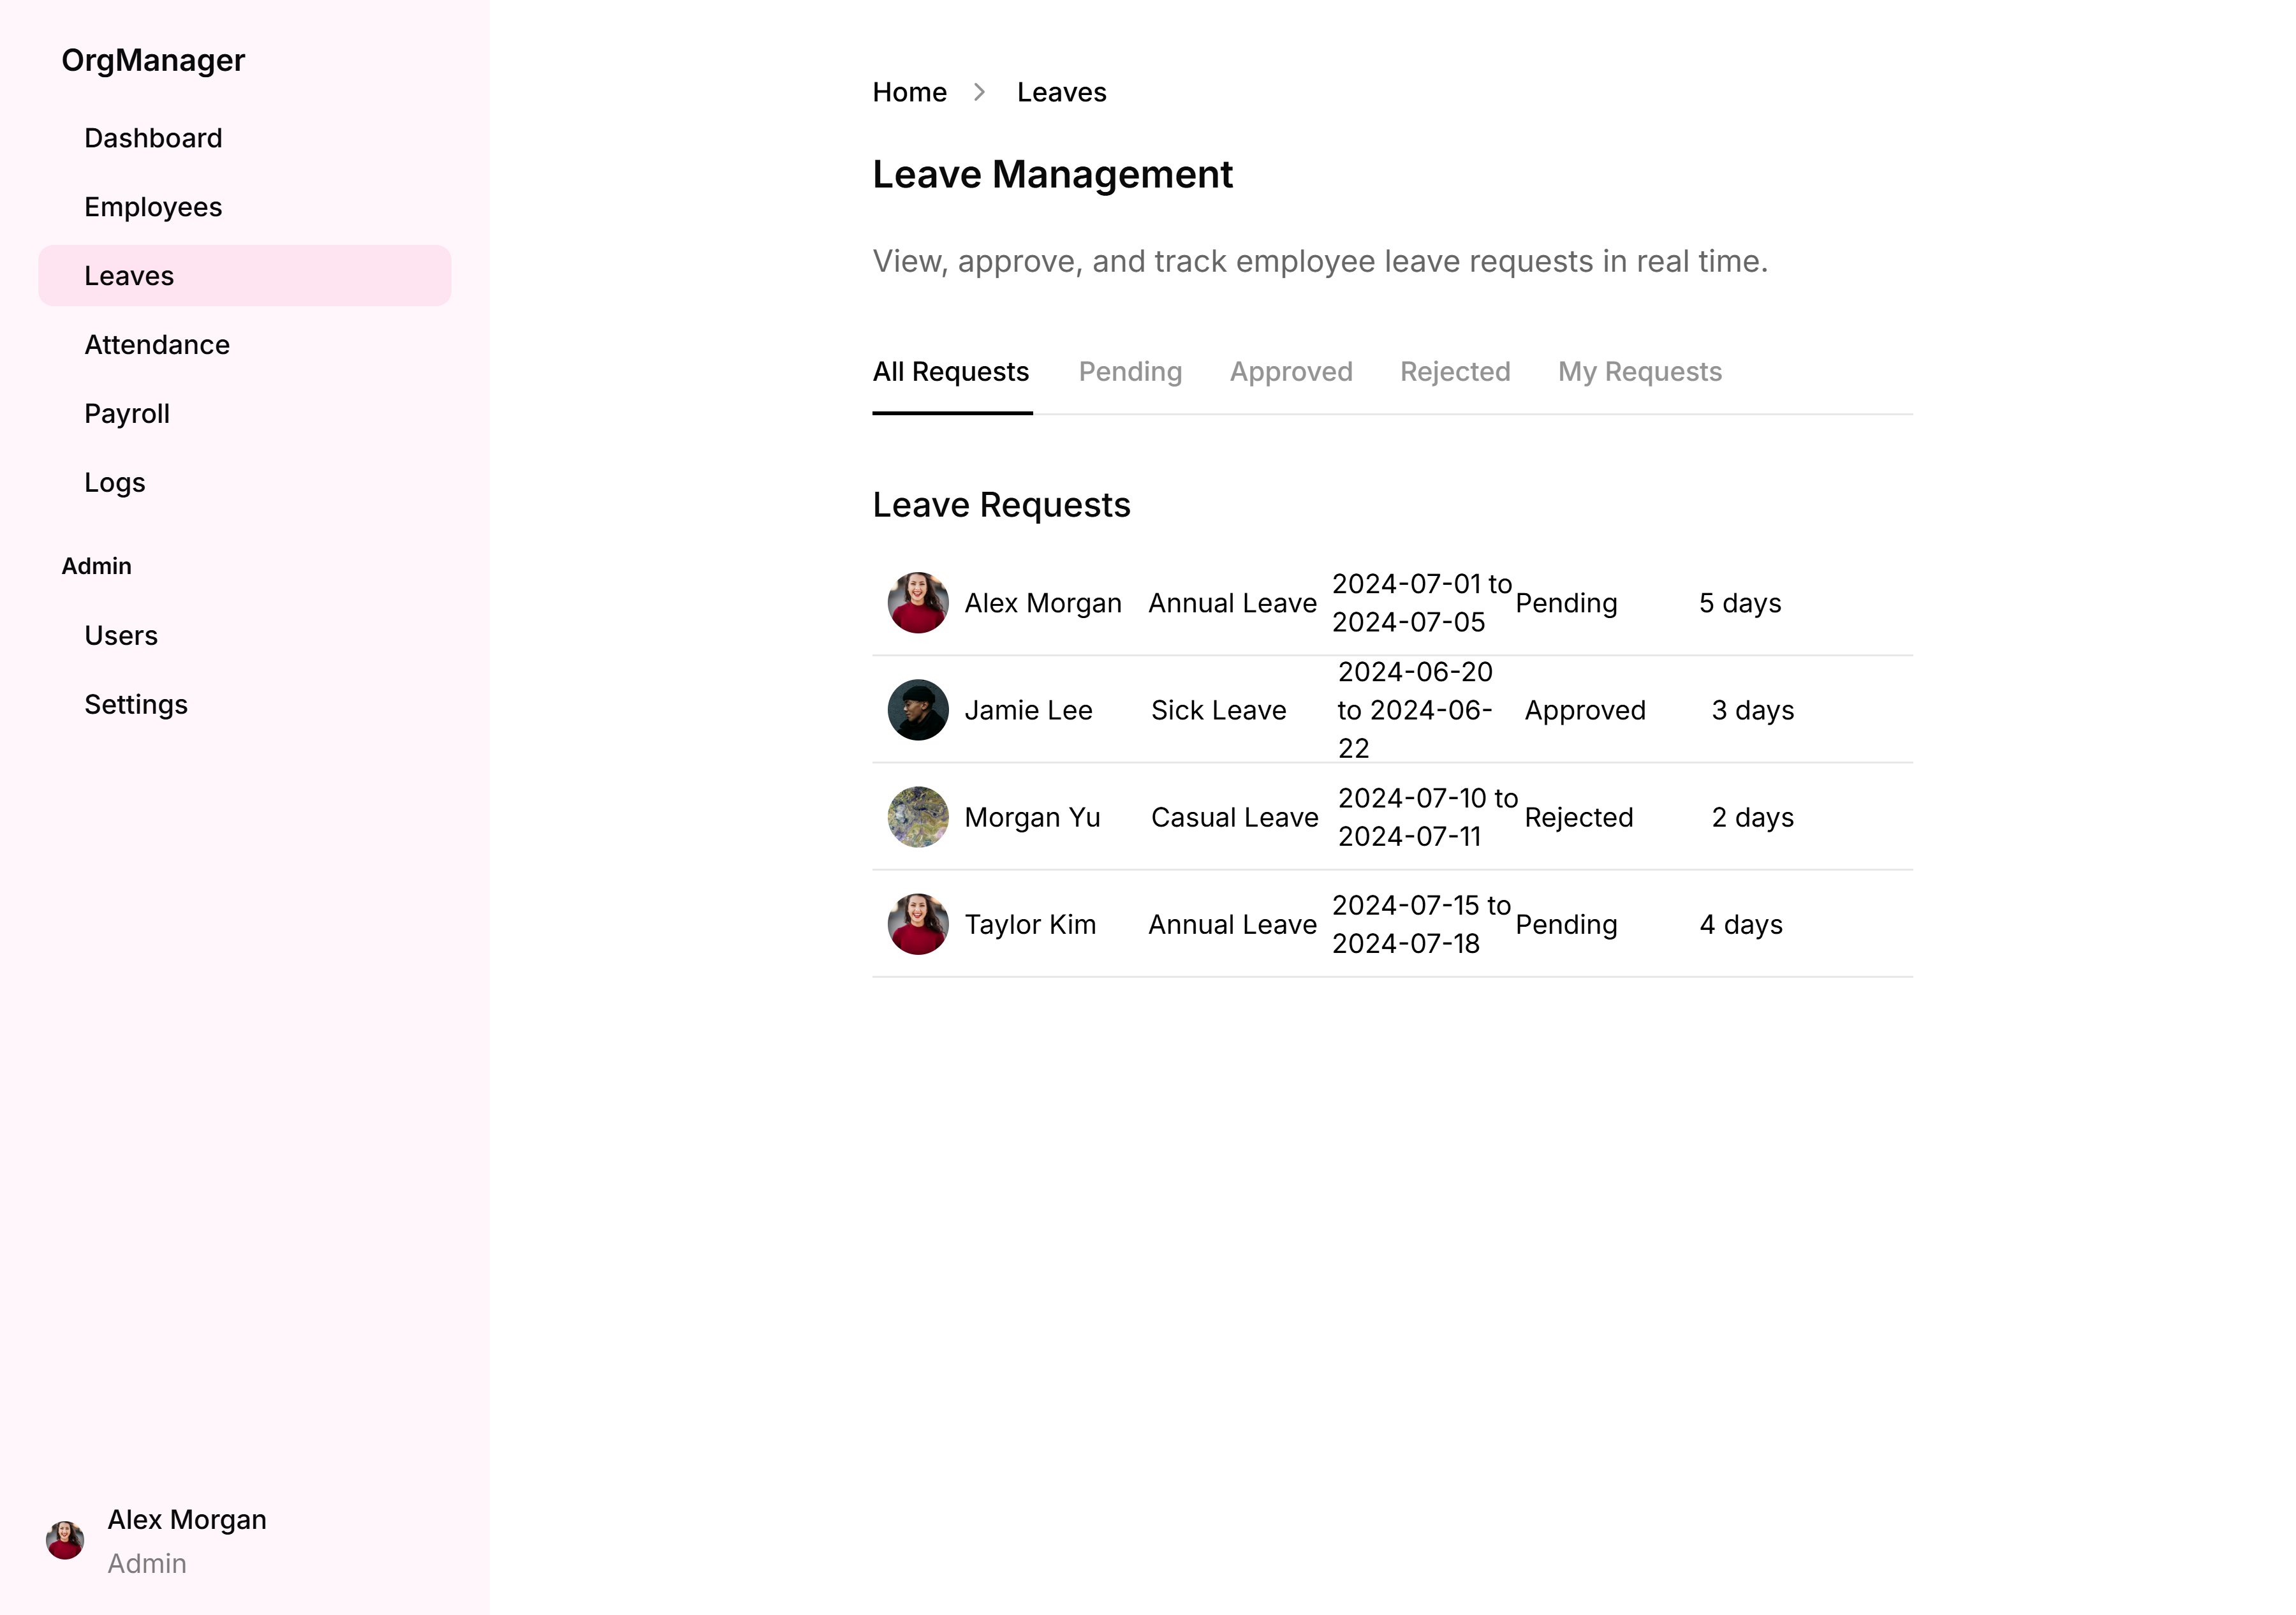 OrgManager
Dashboard
Employees
Leaves
Attendance
Payroll
Logs
Admin
Users
Settings
Alex Morgan
Admin
Home Leaves
Leave Management
View, approve, and track employee leave requests in real time.
All Requests Pending Approved Rejected My Requests
Leave Requests
Alex Morgan Annual Leave 2024-07-01 to Pending 5 days
2024-07-05
Jamie Lee Sick Leave 2024-06-20 Approved 3 days
to 2024-06-
22
Morgan Yu Casual Leave 2024-07-10 to Rejected 2 days
2024-07-11
Taylor Kim Annual Leave 2024-07-15 to Pending 4 days
2024-07-18